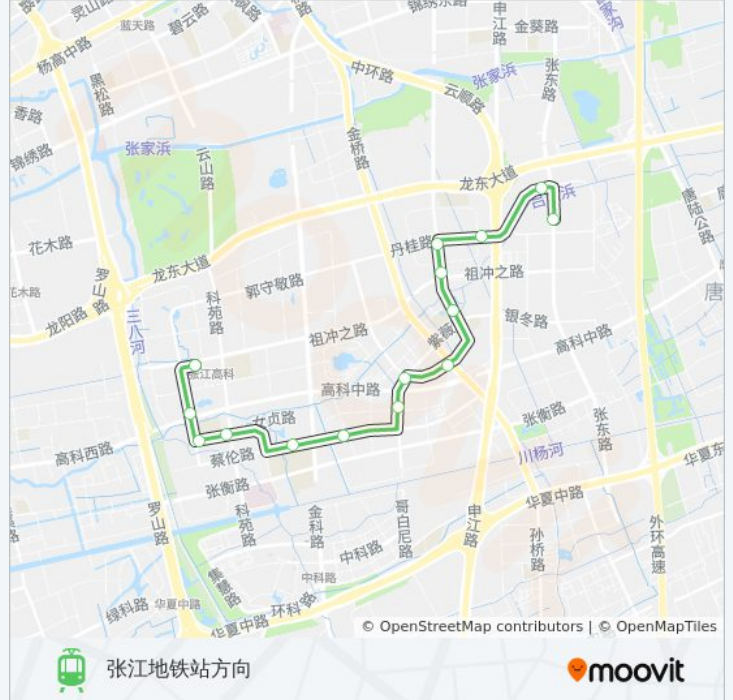 灵山路
碧云路
锦绣东路
申江路
金葵路
蓝天路
杨高中路
中环路
张家浜
张东路
云顺路
黑松路
香路
锦绣路
张家浜
云山路
金桥路
龙东大道
唐陆公路
花木路
丹桂路
祖冲之路
龙东大道
罗山路
郭守敬路
花木路
科苑路
龙阳路
三八河
祖冲之路
银冬路
唐
紫薇
高科中路
张江高科
高科中路
女贞路
张衡路
张东路
川杨河
高科西路
蔡伦路
张衡路
华夏东
华夏中路
罗山路
科苑路
金科路
哥白尼路
申江路
孙桥路
外环高速
中科路
中科路
集慧路
环科路
绿科路
华夏中路
华夏中路
© OpenStreetMap contributors | © OpenMapTiles
张江地铁站方向
moovit